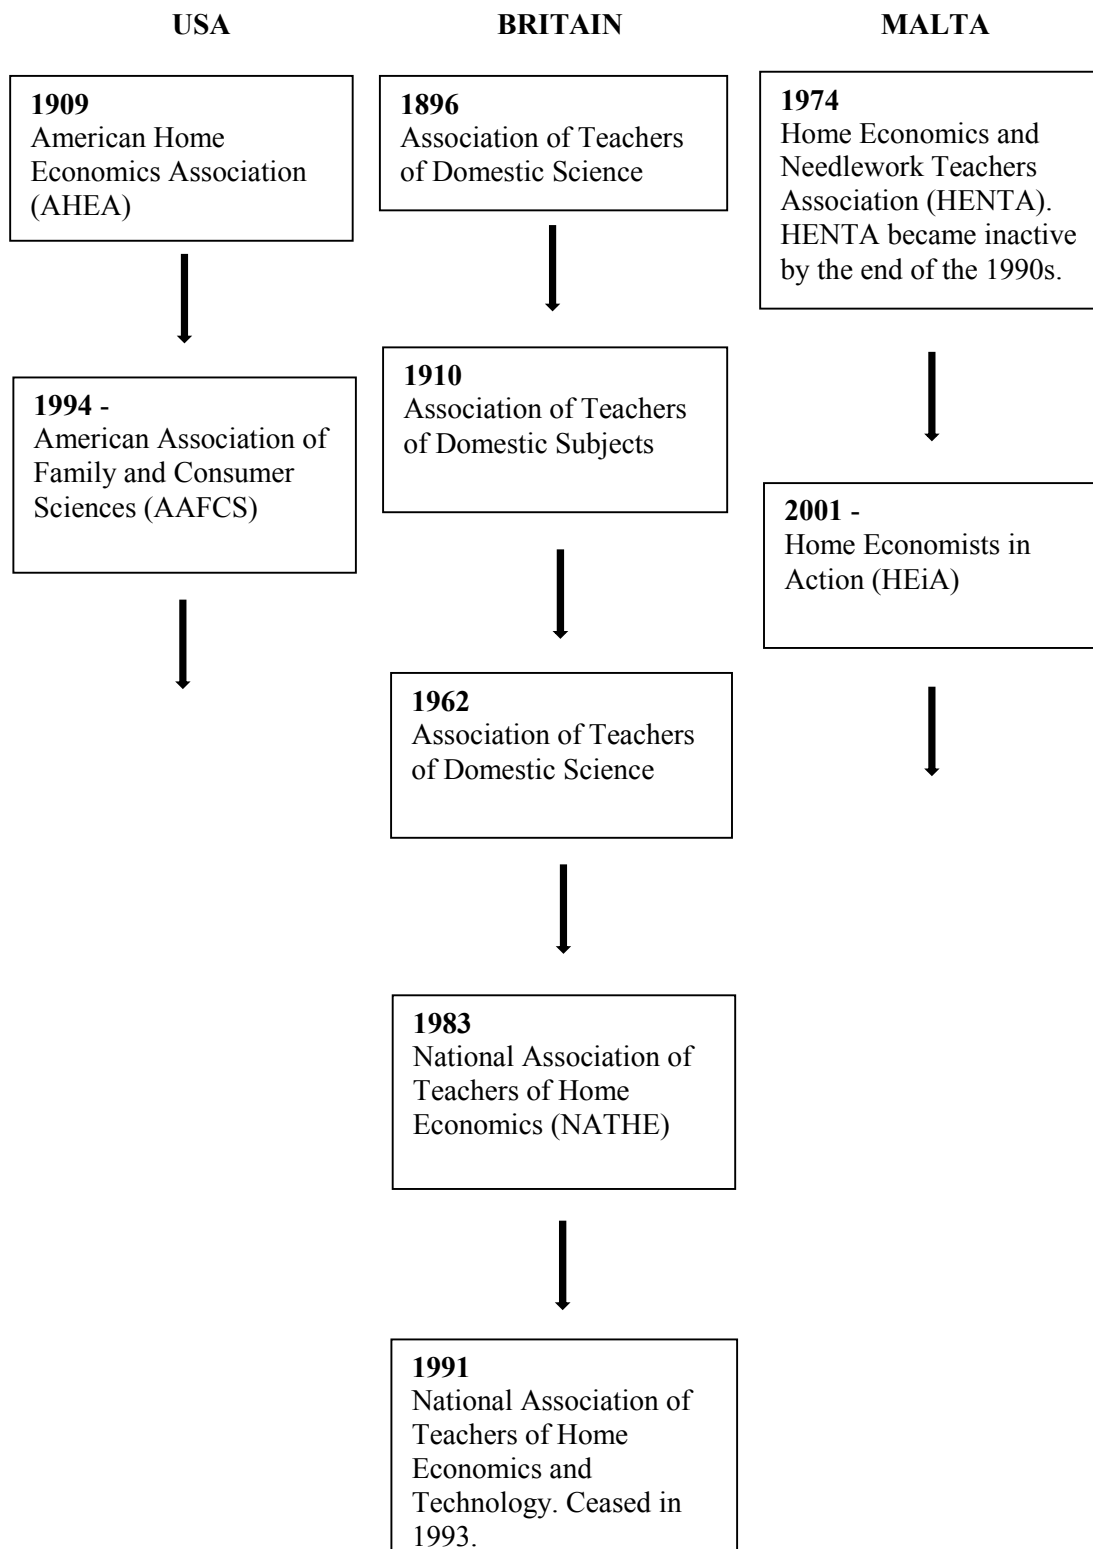 USA
1909
American Home
Economics Association
(AHEA)
1994 -
American Association of
Family and Consumer
Sciences (AAFCS)
BRITAIN
1896
Association of Teachers
of Domestic Science
1910
Association of Teachers
of Domestic Subjects
1962
Association of Teachers
of Domestic Science
1983
National Association of
Teachers of Home
Economics (NATHE)
1991
National Association of
Teachers of Home
Economics and
Technology. Ceased in
1993.
MALTA
1974
Home Economics and
Needlework Teachers
Association (HENTA).
HENTA became inactive
by the end of the 1990s.
2001 -
Home Economists in
Action (HEiA)